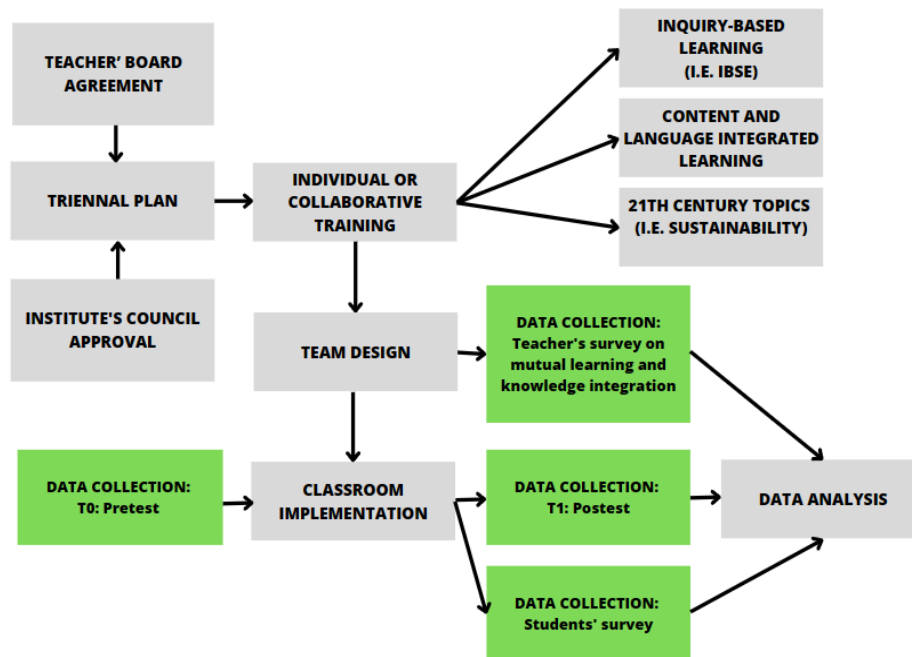 TEACHER' BOARD
AGREEMENT
INQUIRY-BASED
LEARNING
(I.E. IBSE)
CONTENT AND
LANGUAGE INTEGRATED
LEARNING
TRIENNAL PLAN
INDIVIDUAL OR
COLLABORATIVE
TRAINING
21TH CENTURY TOPICS
(I.E. SUSTAINABILITY)
INSTITUTE'S COUNCIL
APPROVAL
TEAM DESIGN
DATA COLLECTION:
Teacher's survey on
mutual learning and
knowledge integration
DATA COLLECTION:
T0: Pretest
CLASSROOM
IMPLEMENTATION
DATA COLLECTION:
T1: Postest
DATA ANALYSIS
DATA COLLECTION:
Students' survey